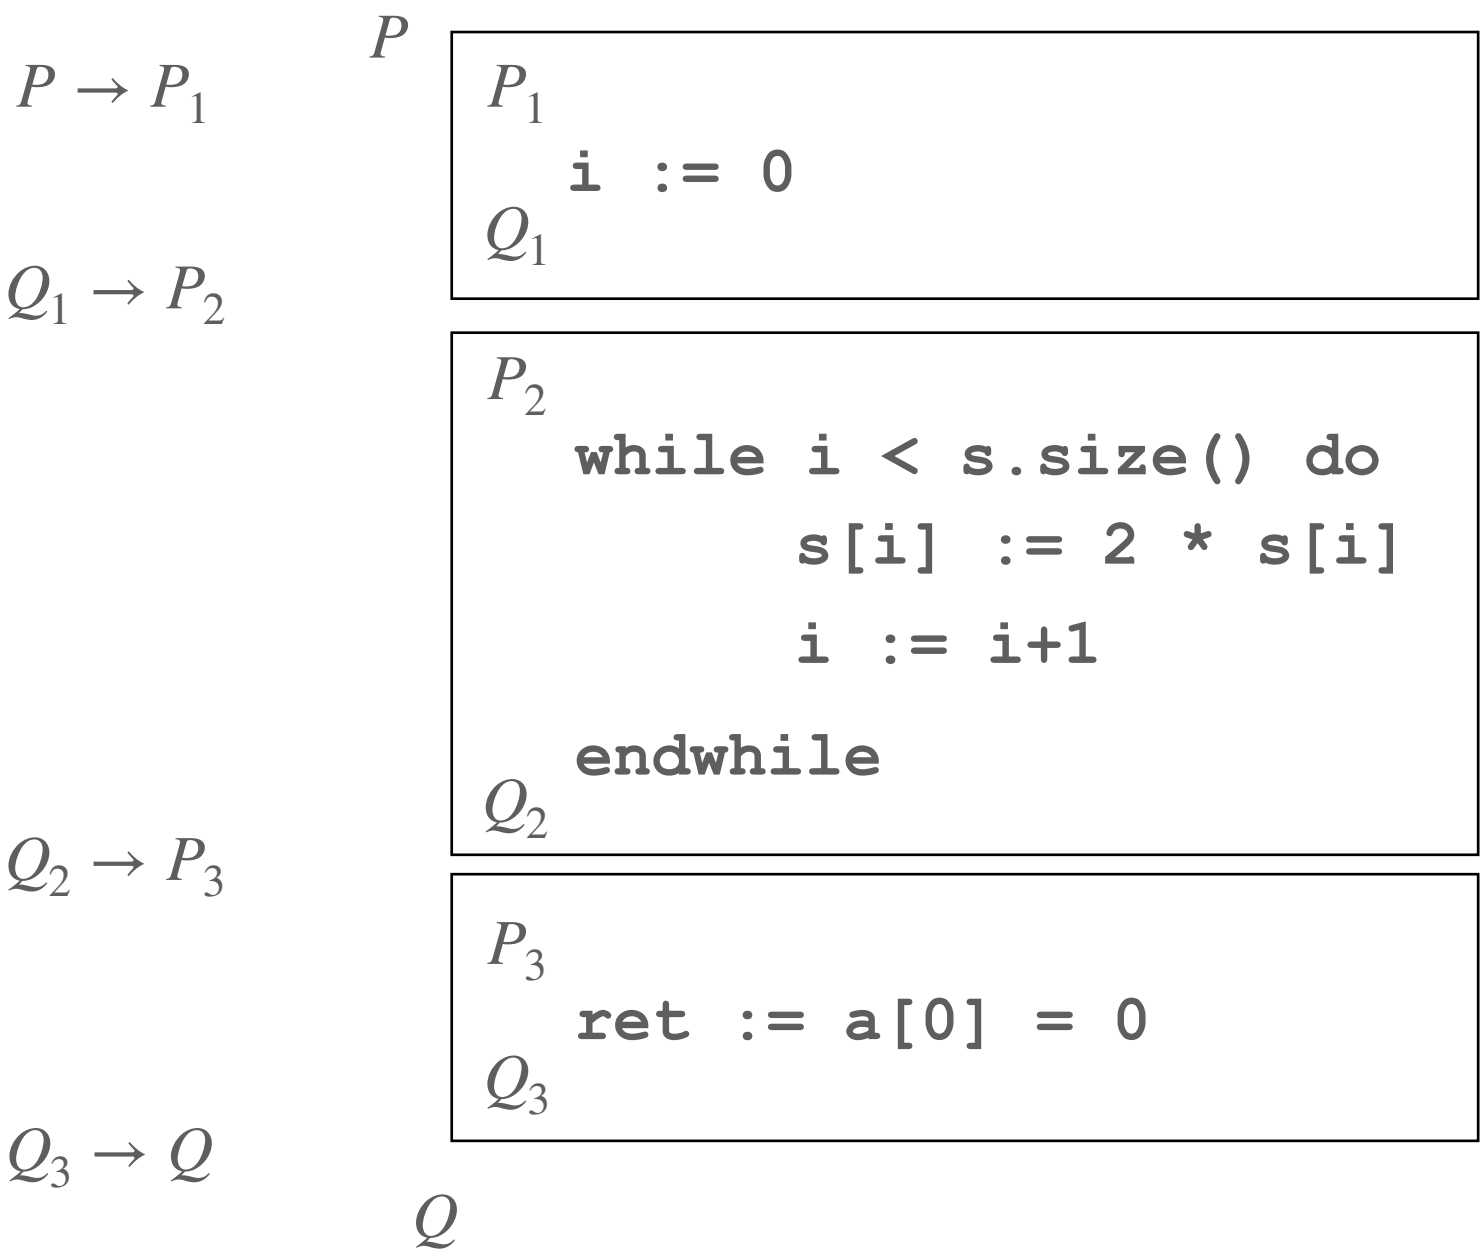 P
P → P₁
P₁
i := 0
Q₁
Q₁ → P₂
P₂
while i < s.size() do
s[i] := 2 * s[i]
i := i+1
endwhile
Q₂
Q₂ → P₃
P₃
ret := a[0] = 0
Q₃
Q₃ → Q
Q